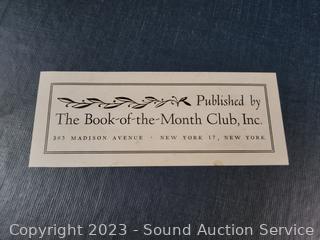 Published by
The Book-of-the-Month Club, Inc.
385 MADISON AVENUE · NEW YORK 17, NEW YORK
Copyright 2023 - Sound Auction Service